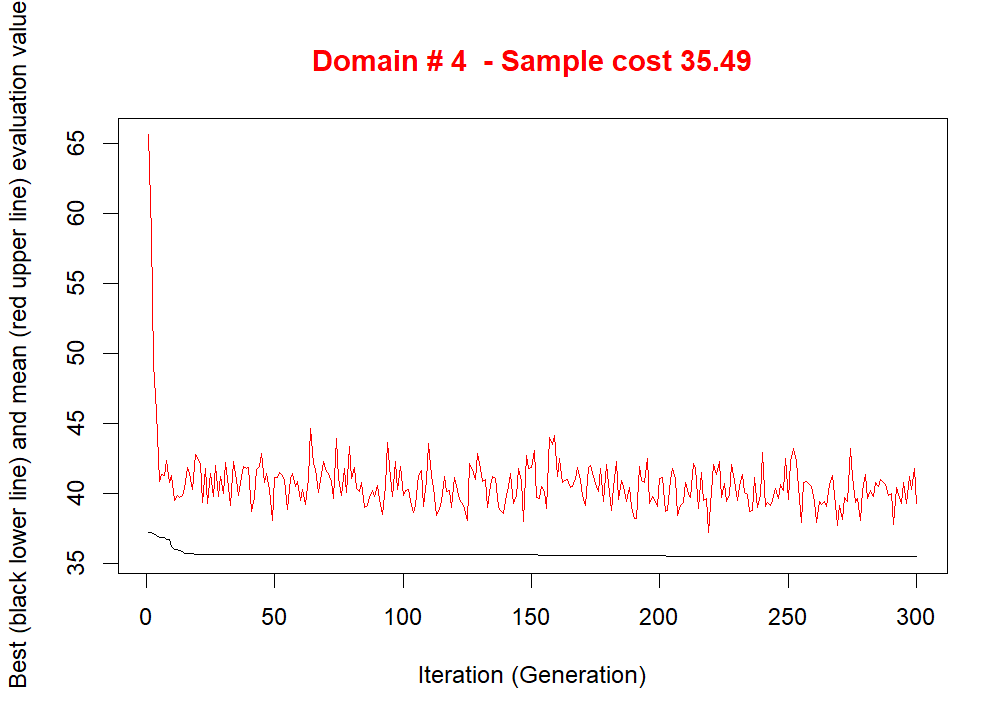 Domain # 4  - Sample cost 35.49
Best (black lower line) and mean (red upper line) evaluation value
65
60
55
50
45
40
35
0 50 100 150 200 250 300
Iteration (Generation)